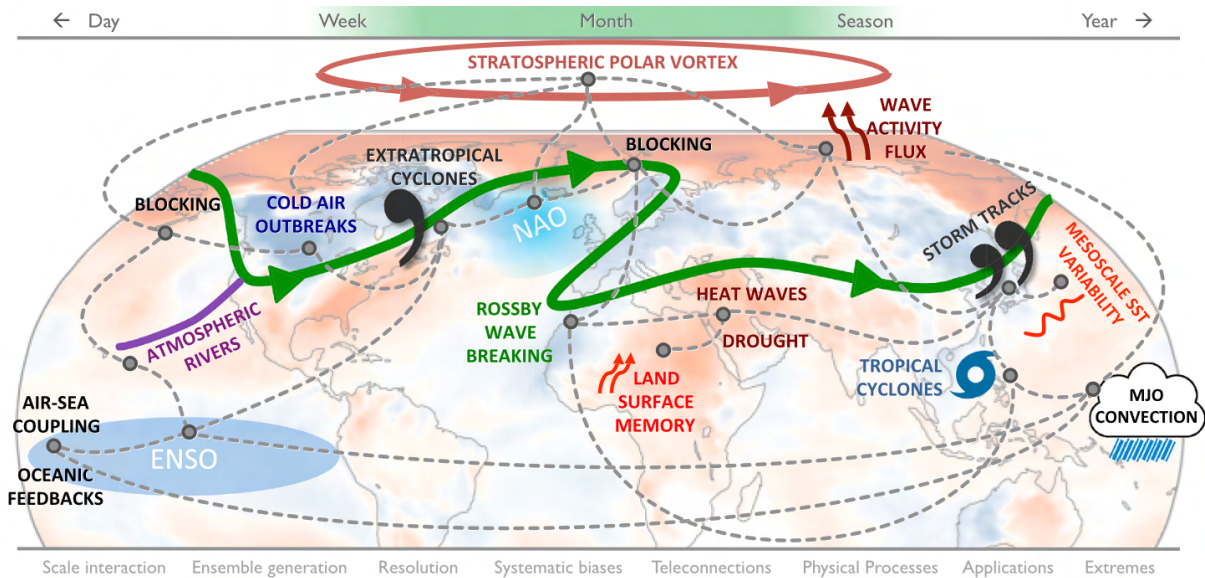 ← Day Week Month Season Year →
STRATOSPHERIC POLAR VORTEX
WAVE
ACTIVITY
FLUX
EXTRATROPICAL
CYCLONES
BLOCKING
BLOCKING
COLD AIR
OUTBREAKS
NAO
STORM TRACKS
MESOSCALE SST
VARIABILITY
ATMOSPHERIC
RIVERS
ROSSBY
WAVE
BREAKING
HEAT WAVES
DROUGHT
LAND
SURFACE
MEMORY
TROPICAL
CYCLONES
MJO
CONVECTION
AIR-SEA
COUPLING
ENSO
OCEANIC
FEEDBACKS
Scale interaction Ensemble generation Resolution Systematic biases Teleconnections Physical Processes Applications Extremes